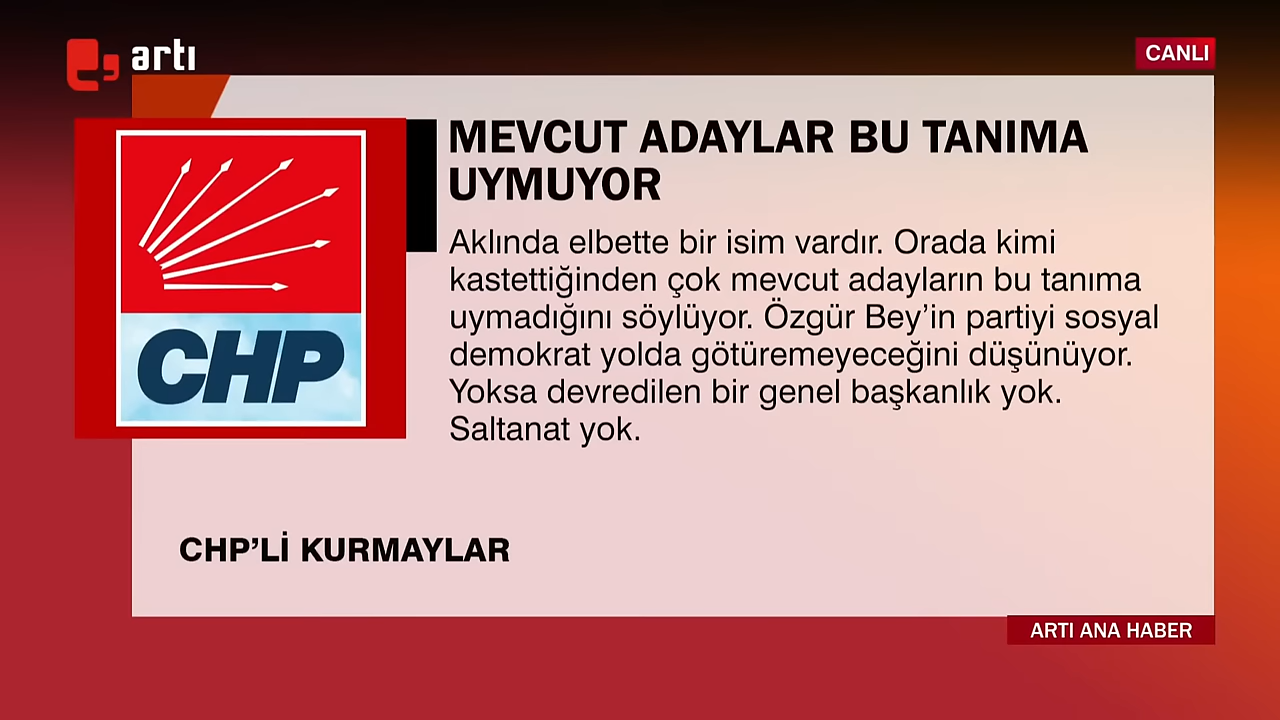 artı
CANLI
MEVCUT ADAYLAR BU TANIMA
UYMUYOR
Aklında elbette bir isim vardır. Orada kimi
kastettiğinden çok mevcut adayların bu tanıma
uymadığını söylüyor. Özgür Bey’in partiyi sosyal
demokrat yolda götüremeyeceğini düşünüyor.
Yoksa devredilen bir genel başkanlık yok.
Saltanat yok.
CHP
CHP’Lİ KURMAYLAR
ARTI ANA HABER